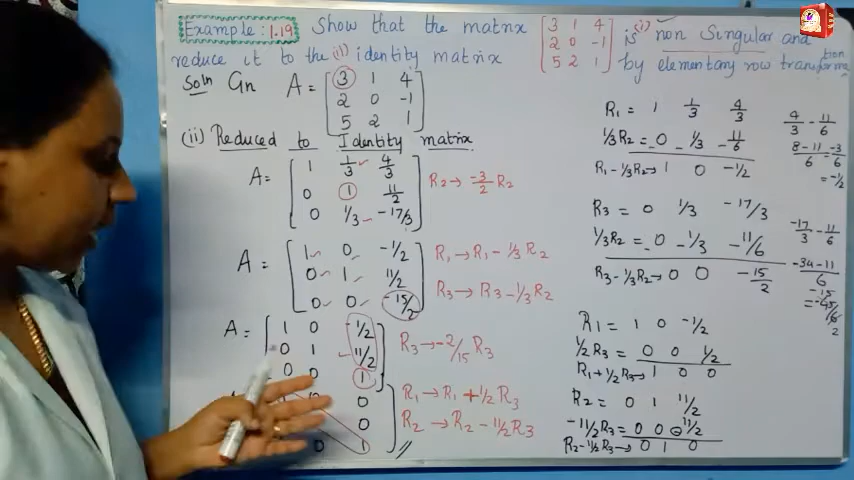 Example: 1.19 Show that the matrix [3 1 4 (i) is non Singular and
reduce it to the (ii) identity matrix 2 0 -1 by elementary row transformation
5 2 1]
Soln Gn A = [3 1 4
2 0 -1
5 2 1]
(ii) Reduced to Identity matrix
A = [1 1/3 4/3
0 1 11/2 R2 → -3/2 R2
0 1/3 -17/3]
A = [1 0 -1/2 R1 → R1 - 1/3 R2
0 1 11/2
0 0 -15/2] R3 → R3 - 1/3 R2
A = [1 0 -1/2
0 1 11/2 R3 → -2/15 R3
0 0 1]
0 R1 → R1 + 1/2 R3
0 R2 → R2 - 11/2 R3
0 1]
R1 = 1 1/3 4/3
1/3 R2 = 0 - 1/3 - 11/6
R1 - 1/3 R2 → 1 0 -1/2
R3 = 0 1/3 -17/3
1/3 R2 = 0 - 1/3 - 11/6
R3 - 1/3 R2 → 0 0 -15/2
R1 = 1 0 -1/2
1/2 R3 = 0 0 1/2
R1 + 1/2 R3 → 1 0 0
R2 = 0 1 11/2
-11/2 R3 = 0 0 11/2
R2 - 11/2 R3 → 0 1 0
4/3 - 11/6
8-11/6 = -3/6
= -1/2
-17/3 - 11/6
-34-11/6
= -45/6
-15
2